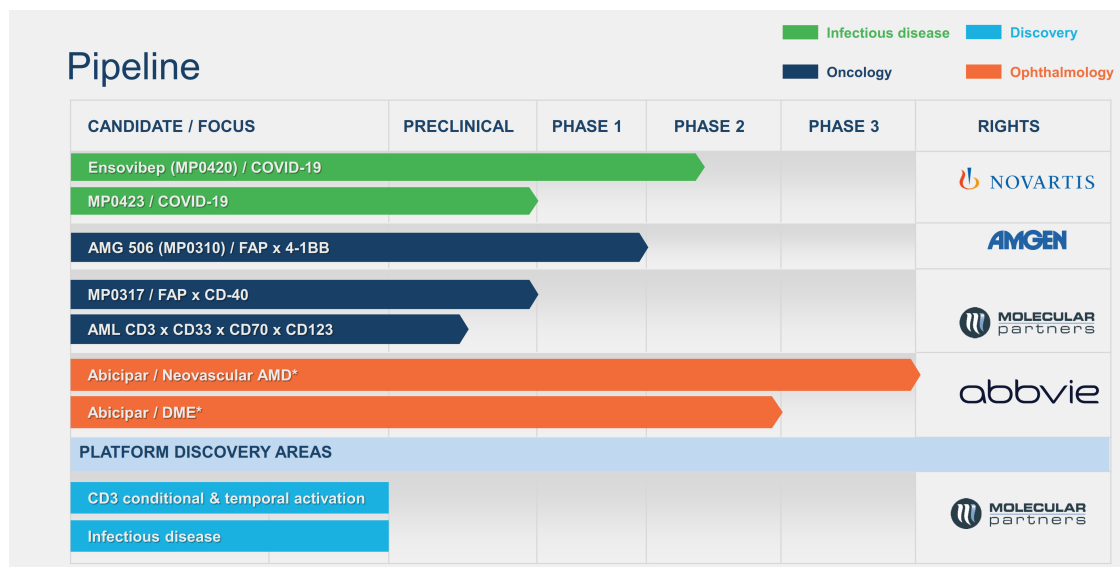 Infectious disease
Discovery
Pipeline
Oncology
Ophthalmology
CANDIDATE / FOCUS PRECLINICAL PHASE 1 PHASE 2 PHASE 3 RIGHTS
Ensovibep (MP0420) / COVID-19
NOVARTIS
MP0423 / COVID-19
AMG 506 (MP0310) / FAP x 4-1BB
AMGEN
MP0317 / FAP x CD-40
AML CD3 x CD33 x CD70 x CD123
MOLECULAR
partners
Abicipar / Neovascular AMD*
abbvie
Abicipar / DME*
PLATFORM DISCOVERY AREAS
CD3 conditional & temporal activation
MOLECULAR
partners
Infectious disease